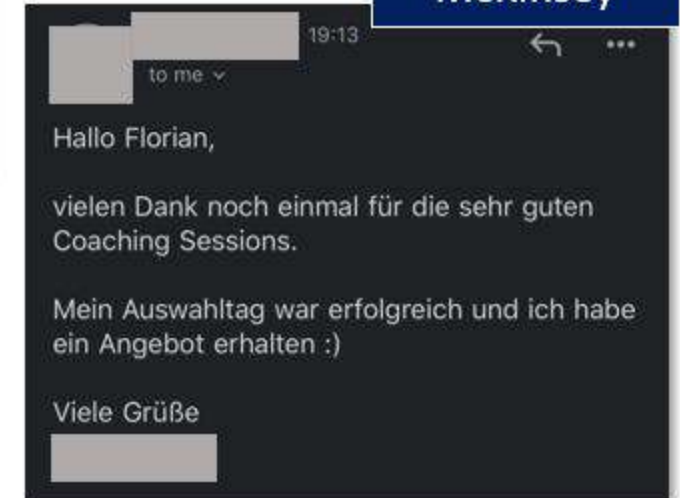 19:13
to me
Hallo Florian,
vielen Dank noch einmal für die sehr guten
Coaching Sessions.
Mein Auswahltag war erfolgreich und ich habe
ein Angebot erhalten :)
Viele Grüße